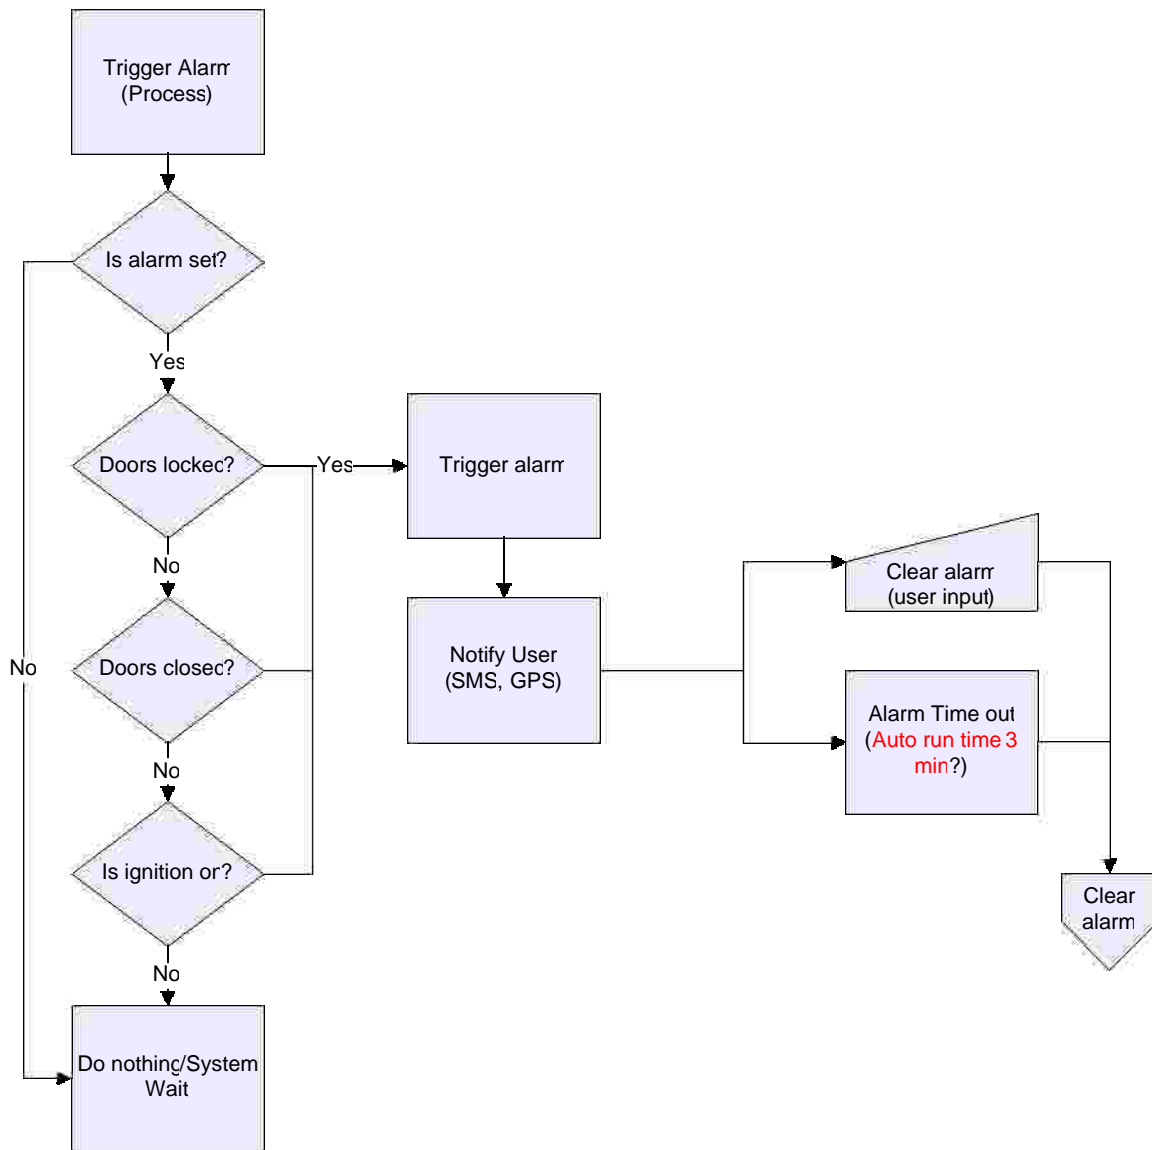 Trigger Alarm
(Process)
Is alarm set?
Yes
Doors locked?
Yes
Trigger alarm
No
Doors closed?
No
No
Is ignition on?
No
Do nothing/System
Wait
Notify User
(SMS, GPS)
Clear alarm
(user input)
Alarm Time out
(Auto run time 3
min?)
Clear
alarm